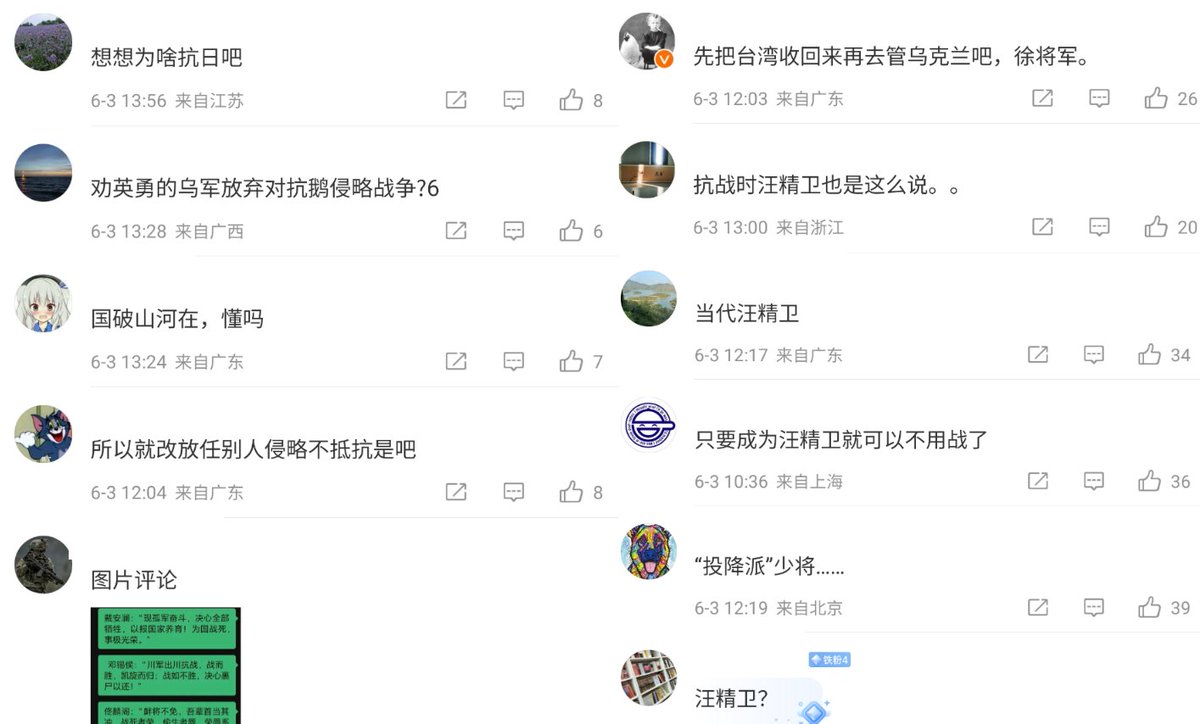 想想为啥抗日吧
6-3 13:56 来自江苏
8
劝英勇的乌军放弃对抗鹅侵略战争?6
6-3 13:28 来自广西
6
国破山河在，懂吗
6-3 13:24 来自广东
7
所以就改放任别人侵略不抵抗是吧
6-3 12:04 来自广东
8
图片评论
戴安澜：“现孤军奋斗，决心全部
牺牲，以报国家养育！为国战死，
事极光荣。”
邓锡侯：“川军出川抗战，战而
胜，凯旋而归；战如不胜，决心裹
尸以还！”
佟麟阁：“衅将不免，吾辈首当其
冲，战死者荣，偷生者辱，荣辱系
先把台湾收回来再去管乌克兰吧，徐将军。
6-3 12:03 来自广东
26
抗战时汪精卫也是这么说。。
6-3 13:00 来自浙江
20
当代汪精卫
6-3 12:17 来自广东
34
只要成为汪精卫就可以不用战了
6-3 10:36 来自上海
36
“投降派”少将......
6-3 12:19 来自北京
39
铁粉4
汪精卫？